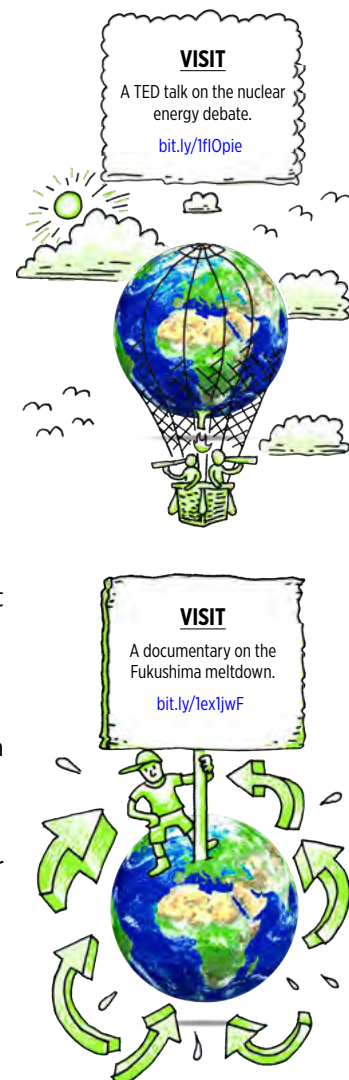 VISIT
A TED talk on the nuclear
energy debate.
bit.ly/1flOpie
t
VISIT
A documentary on the
Fukushima meltdown.
bit.ly/1ex1jwF